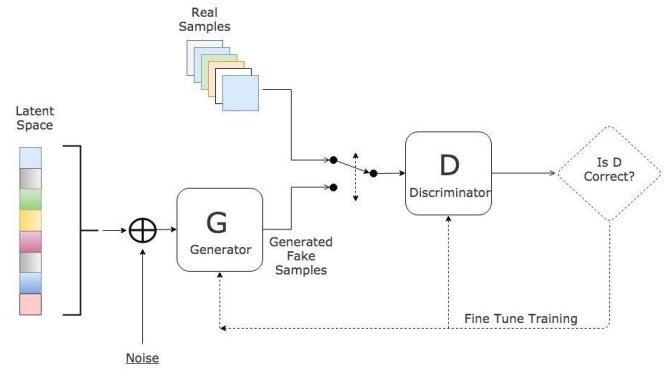 Real
Samples
Latent
Space
D
Discriminator
Is D
Correct?
G
Generator
Generated
Fake
Samples
Fine Tune Training
Noise